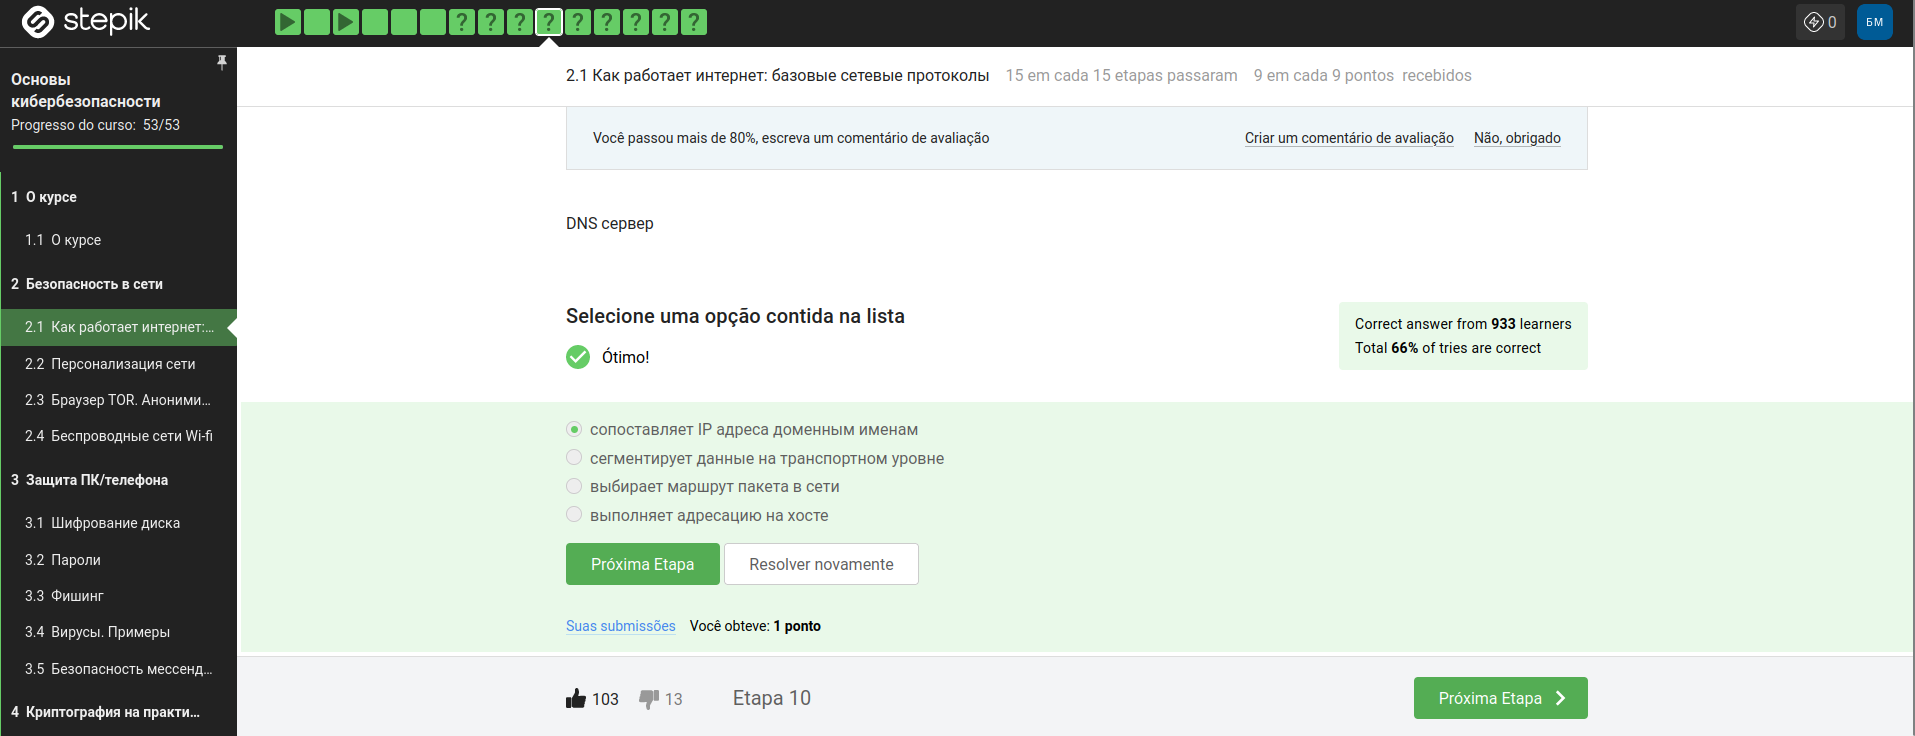 stepik
? ? ? ? ? ? ? ? ?
0
БМ
Основы
кибербезопасности
Progresso do curso: 53/53
1 О курсе
1.1 О курсе
2 Безопасность в сети
2.1 Как работает интернет:...
2.2 Персонализация сети
2.3 Браузер TOR. Аноними...
2.4 Беспроводные сети Wi-fi
3 Защита ПК/телефона
3.1 Шифрование диска
3.2 Пароли
3.3 Фишинг
3.4 Вирусы. Примеры
3.5 Безопасность мессенд...
4 Криптография на практи...
2.1 Как работает интернет: базовые сетевые протоколы 15 em cada 15 etapas passaram 9 em cada 9 pontos recebidos
Você passou mais de 80%, escreva um comentário de avaliação Criar um comentário de avaliação Não, obrigado
DNS сервер
Selecione uma opção contida na lista
Ótimo!
Correct answer from 933 learners
Total 66% of tries are correct
сопоставляет IP адреса доменным именам
сегментирует данные на транспортном уровне
выбирает маршрут пакета в сети
выполняет адресацию на хосте
Próxima Etapa Resolver novamente
Suas submissões Você obteve: 1 ponto
103 13 Etapa 10 Próxima Etapa